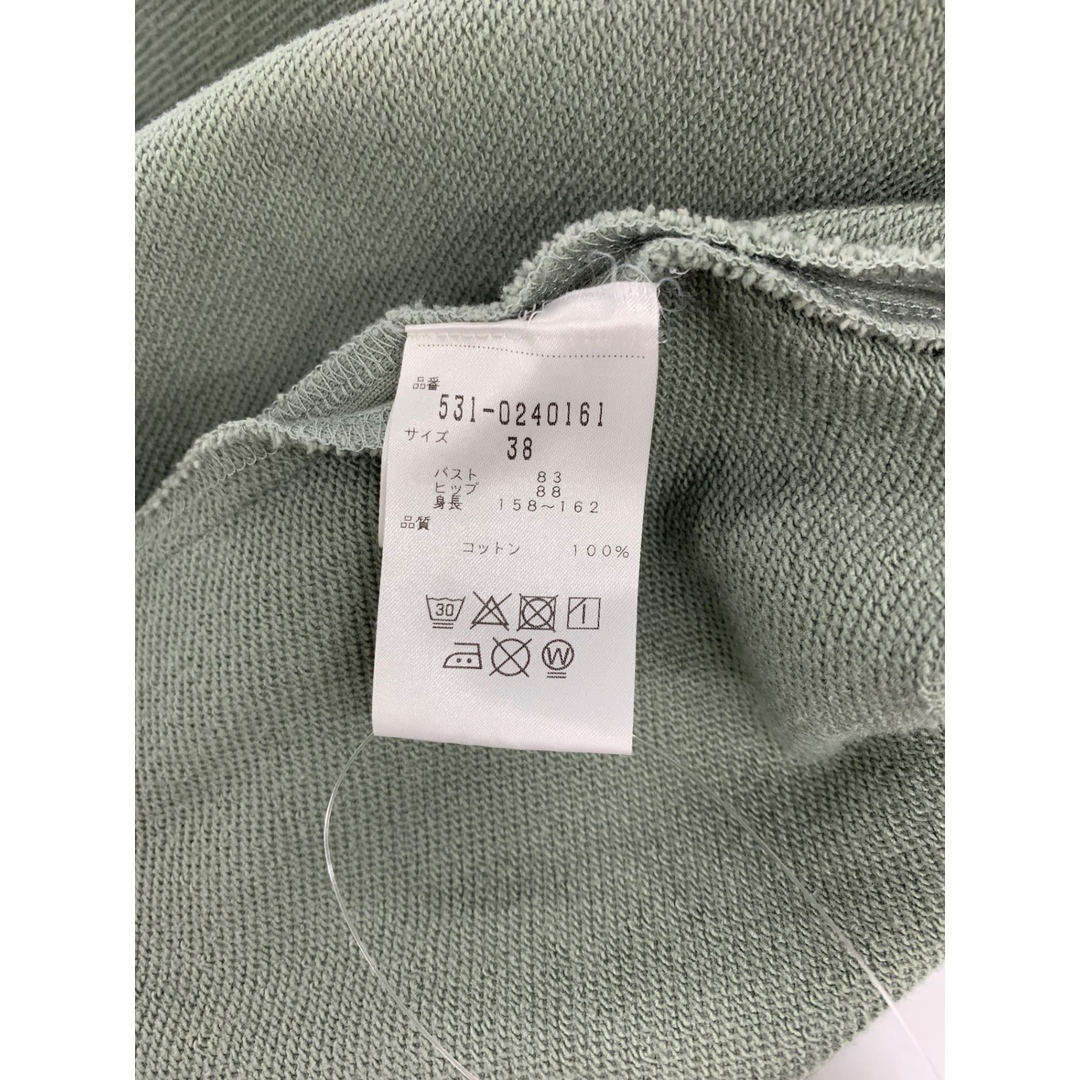 品番
531-0240161
サイズ
38
バスト 83
ヒップ 88
身長 158~162
品質
コットン 100%
30
W